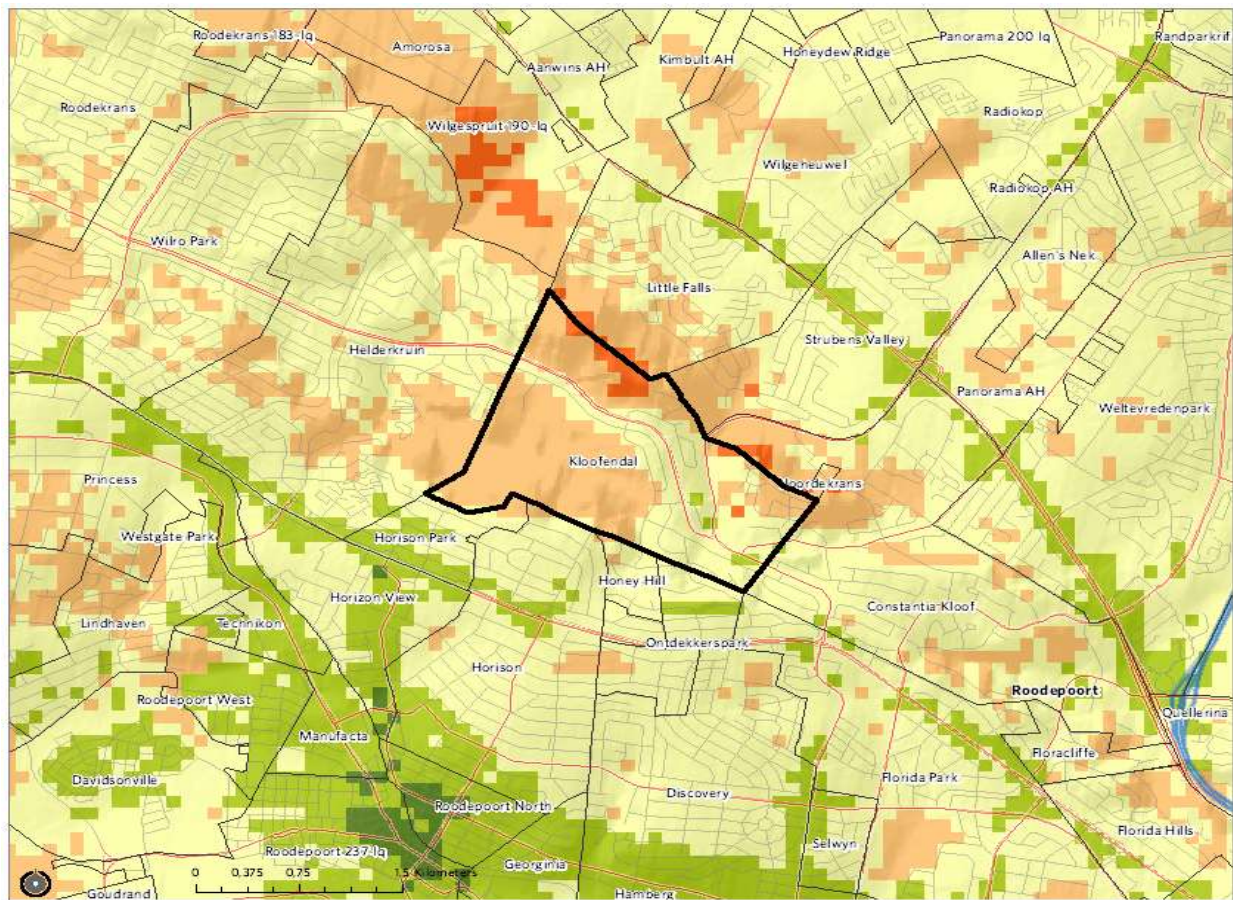 Roodekrans 183-Iq
Amorosa
Aanwins AH
Kimbult AH
Honeydew Ridge
Panorama 200 Iq
Randparkrif
Roodekrans
Wilgespruit 190-Iq
Radiokop
Wilgeheuwel
Radiokop AH
Wilro Park
Allen's Nek
Little Falls
Helderkruin
Strubens Valley
Panorama AH
Weltevredenpark
Kloofendal
Princess
Noordekrans
Westgate Park
Horison Park
Honey Hill
Horizon View
Constantia Kloof
Lindhaven
Technikon
Ontdekkerspark
Horison
Roodepoort
Roodepoort West
Quellerina
Manufacta
Floracliffe
Davidsonville
Florida Park
Discovery
Roodepoort North
Florida Hills
Selwyn
Roodepoort 237-Iq
Georginia
0 0,375 0,75 1,5 Kilometers
Goudrand
Hamberg